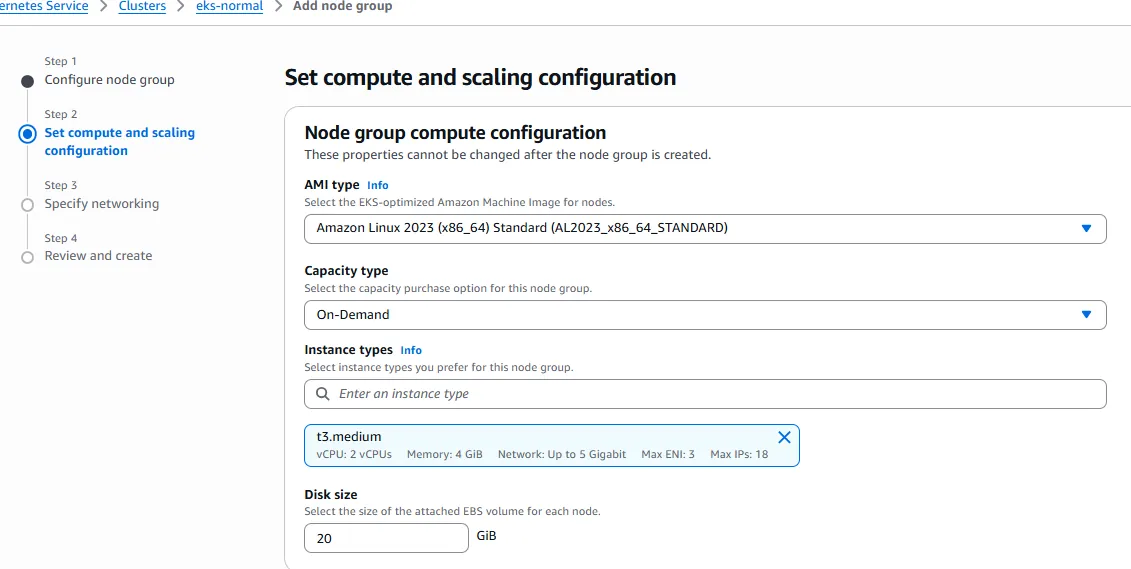 Kubernetes Service > Clusters > eks-normal > Add node group
Step 1
Configure node group
Step 2
Set compute and scaling
configuration
Step 3
Specify networking
Step 4
Review and create
Set compute and scaling configuration
Node group compute configuration
These properties cannot be changed after the node group is created.
AMI type Info
Select the EKS-optimized Amazon Machine Image for nodes.
Amazon Linux 2023 (x86_64) Standard (AL2023_x86_64_STANDARD)
Capacity type
Select the capacity purchase option for this node group.
On-Demand
Instance types Info
Select instance types you prefer for this node group.
Enter an instance type
t3.medium
vCPU: 2 vCPUs Memory: 4 GiB Network: Up to 5 Gigabit Max ENI: 3 Max IPs: 18
Disk size
Select the size of the attached EBS volume for each node.
20 GiB